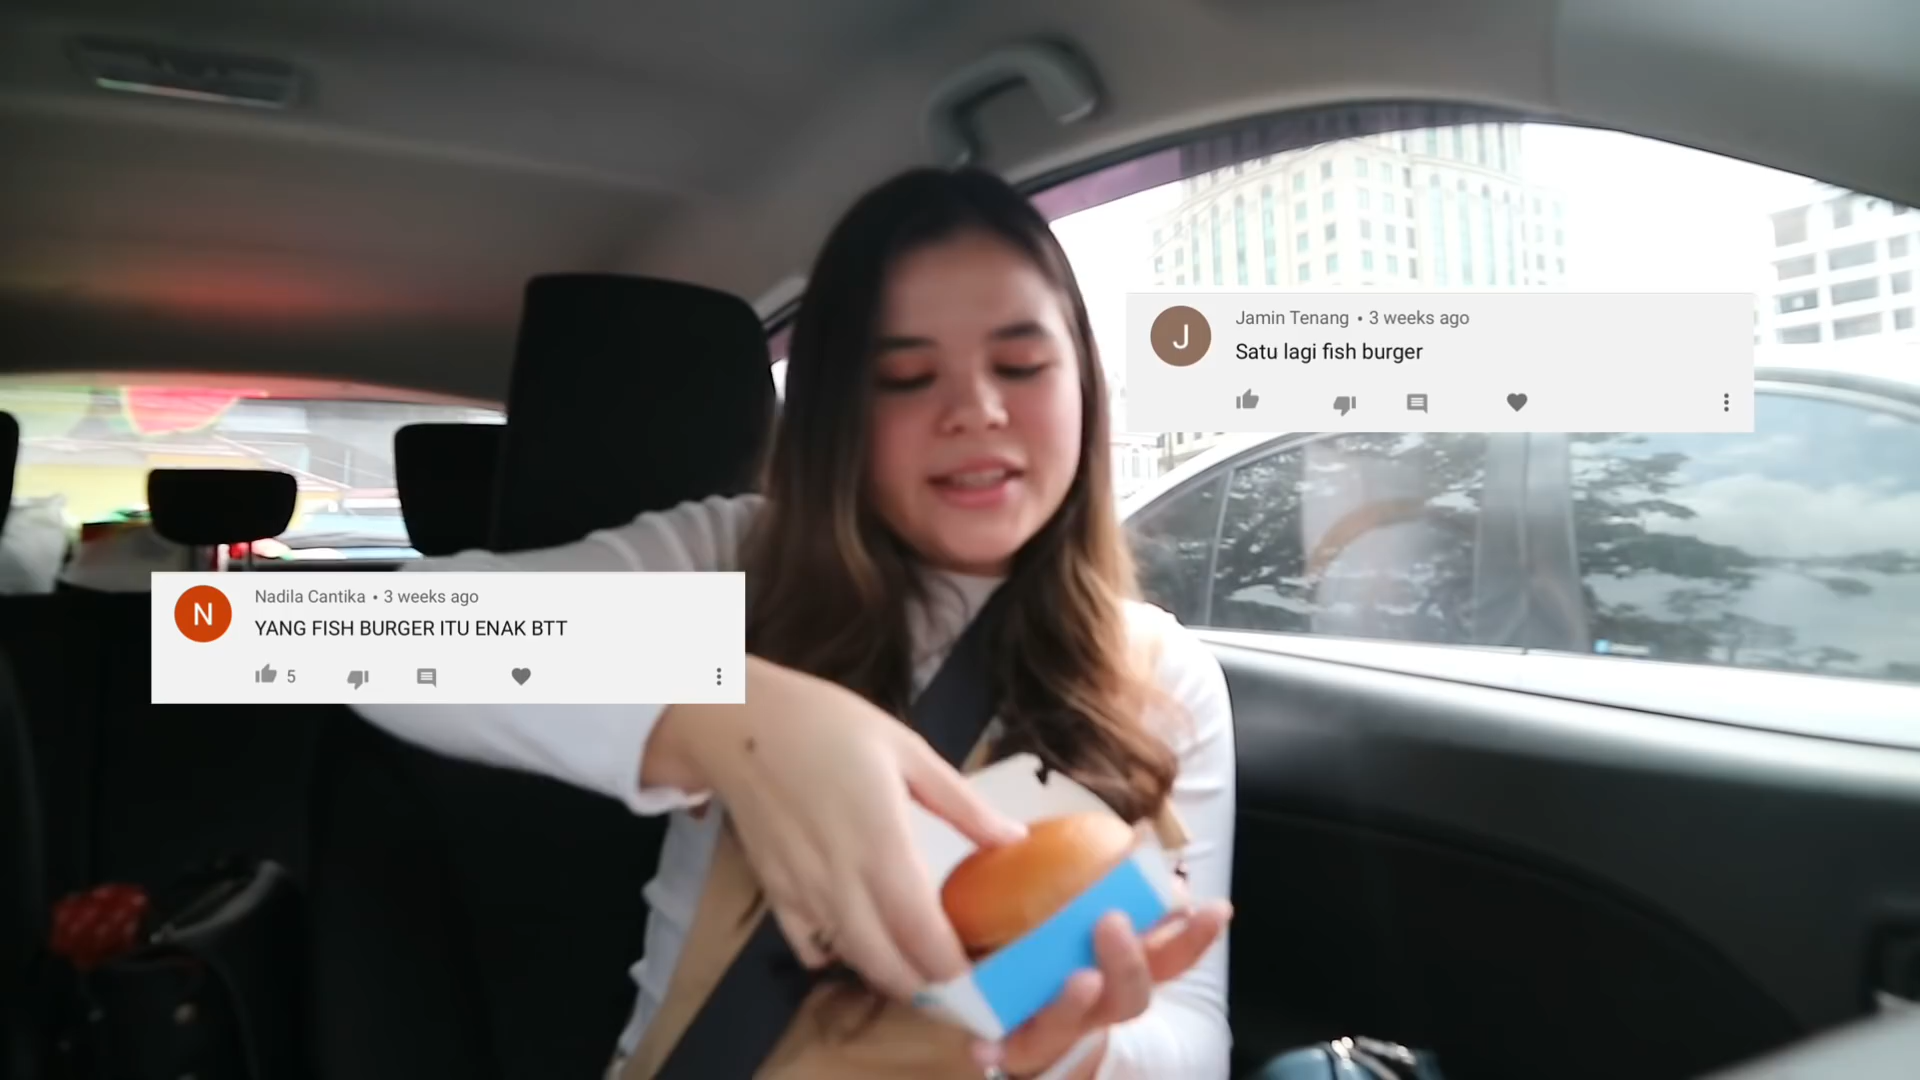 J
Jamin Tenang • 3 weeks ago
Satu lagi fish burger
N
Nadila Cantika • 3 weeks ago
YANG FISH BURGER ITU ENAK BTT
5